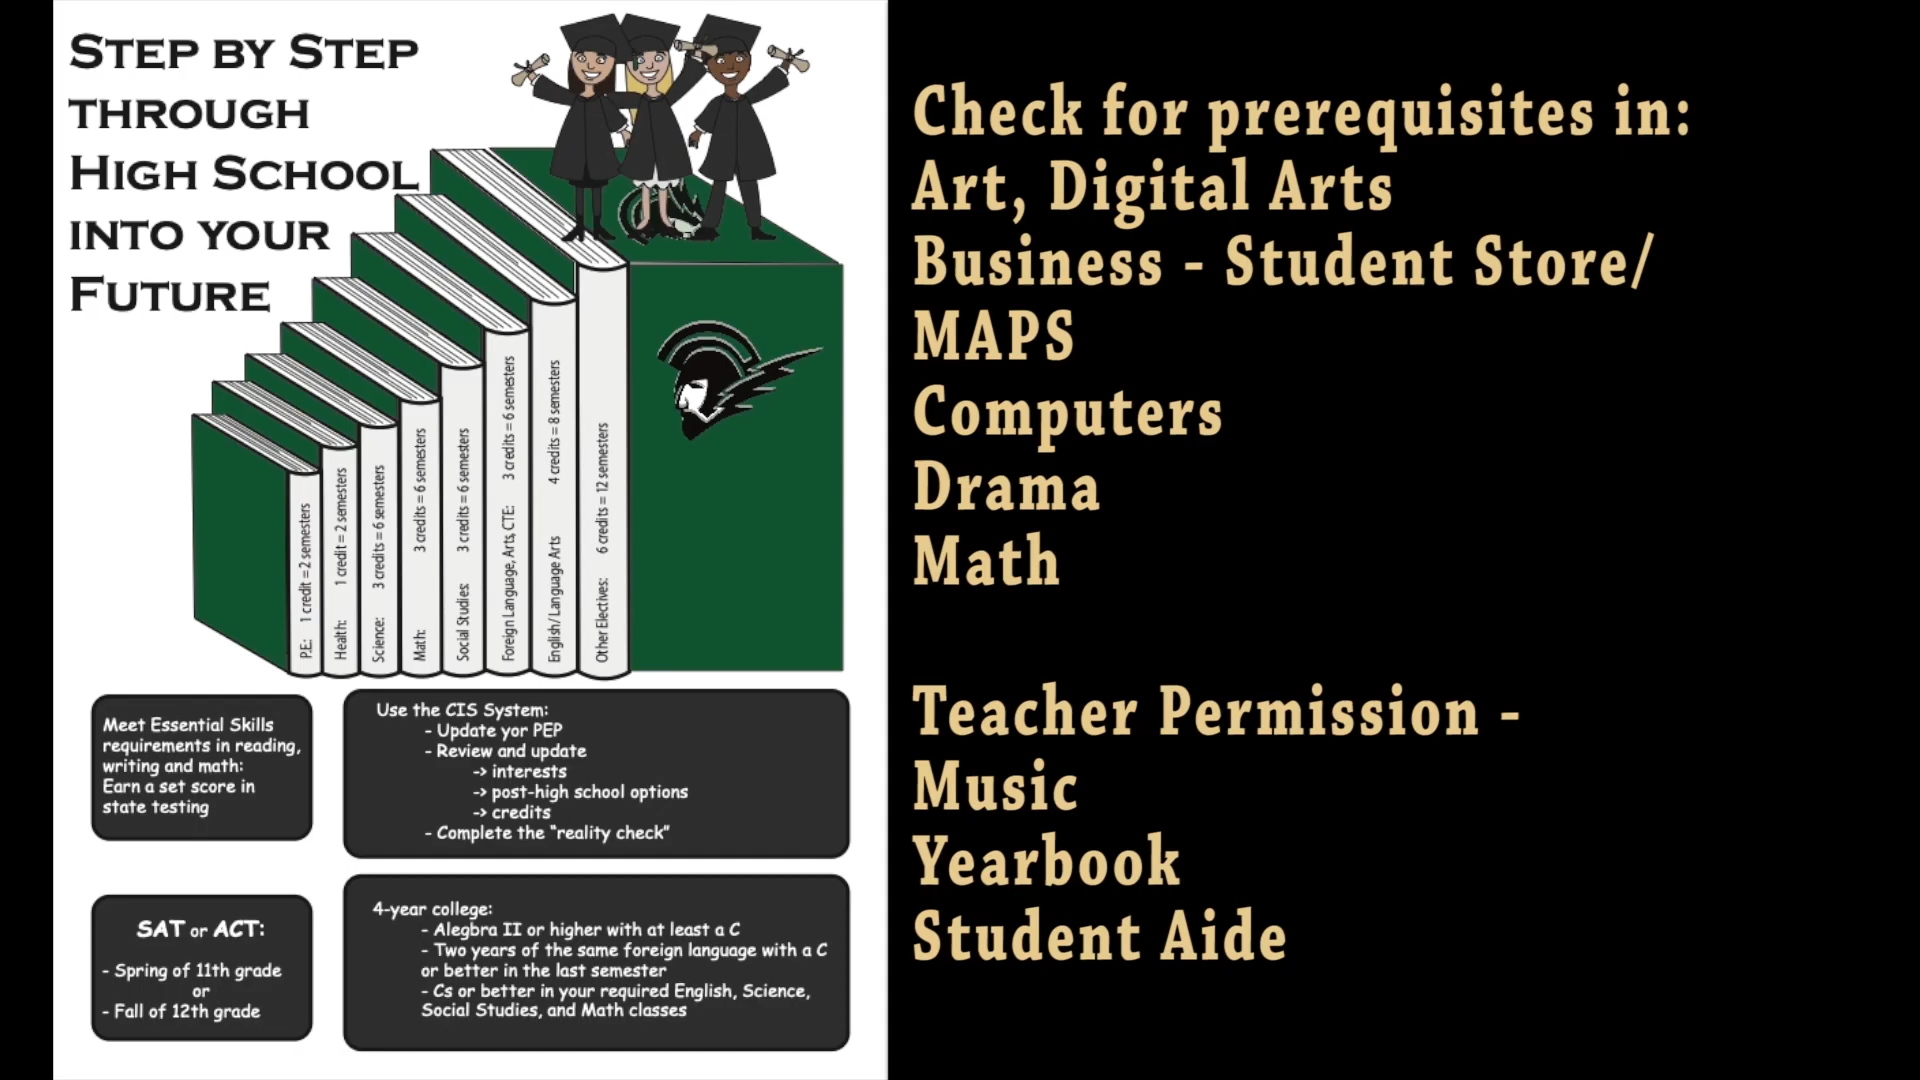 STEP BY STEP
THROUGH
HIGH SCHOOL
INTO YOUR
FUTURE
P.E.: 1 credit = 2 semesters
Health: 1 credit = 2 semesters
Science: 3 credits = 6 semesters
Math: 3 credits = 6 semesters
Social Studies: 3 credits = 6 semesters
Foreign Language, Arts, CTE: 3 credits = 6 semesters
English/ Language Arts 4 credits = 8 semesters
Other Electives: 6 credits = 12 semesters
Meet Essential Skills
requirements in reading,
writing and math:
Earn a set score in
state testing
Use the CIS System:
- Update yor PEP
- Review and update
-> interests
-> post-high school options
-> credits
- Complete the “reality check”
SAT or ACT:
- Spring of 11th grade
or
- Fall of 12th grade
4-year college:
- Alegbra II or higher with at least a C
- Two years of the same foreign language with a C
or better in the last semester
- Cs or better in your required English, Science,
Social Studies, and Math classes
Check for prerequisites in:
Art, Digital Arts
Business - Student Store/
MAPS
Computers
Drama
Math
Teacher Permission -
Music
Yearbook
Student Aide